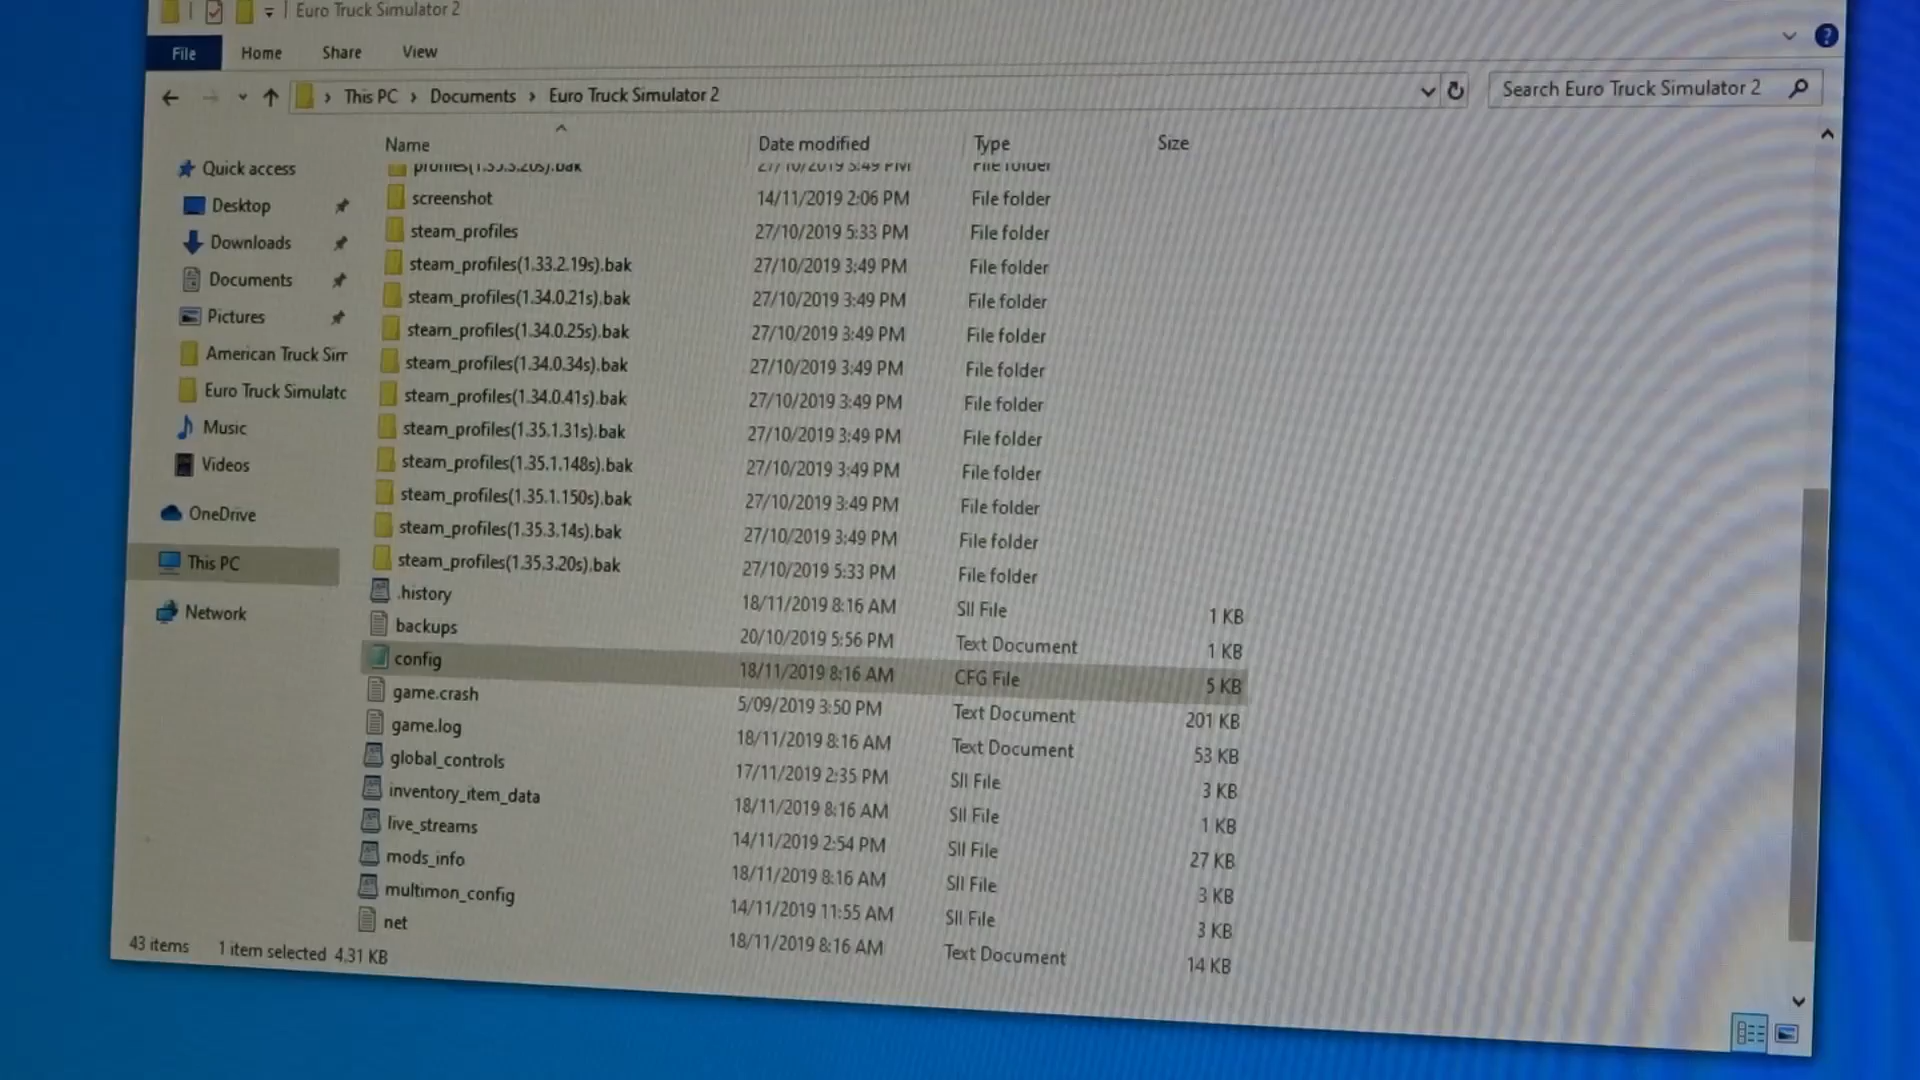 Euro Truck Simulator 2
File Home Share View
This PC > Documents > Euro Truck Simulator 2 Search Euro Truck Simulator 2
Name Date modified Type Size
Quick access
Desktop
Downloads
Documents
Pictures
American Truck Sim
Euro Truck Simulatc
Music
Videos
OneDrive
This PC
Network
profiles(1.35.3.20s).bak 27/10/2019 3:49 PM File folder
screenshot 14/11/2019 2:06 PM File folder
steam_profiles 27/10/2019 5:33 PM File folder
steam_profiles(1.33.2.19s).bak 27/10/2019 3:49 PM File folder
steam_profiles(1.34.0.21s).bak 27/10/2019 3:49 PM File folder
steam_profiles(1.34.0.25s).bak 27/10/2019 3:49 PM File folder
steam_profiles(1.34.0.34s).bak 27/10/2019 3:49 PM File folder
steam_profiles(1.34.0.41s).bak 27/10/2019 3:49 PM File folder
steam_profiles(1.35.1.31s).bak 27/10/2019 3:49 PM File folder
steam_profiles(1.35.1.148s).bak 27/10/2019 3:49 PM File folder
steam_profiles(1.35.1.150s).bak 27/10/2019 3:49 PM File folder
steam_profiles(1.35.3.14s).bak 27/10/2019 3:49 PM File folder
steam_profiles(1.35.3.20s).bak 27/10/2019 5:33 PM File folder
.history 18/11/2019 8:16 AM SII File 1 KB
backups 20/10/2019 5:56 PM Text Document 1 KB
config 18/11/2019 8:16 AM CFG File 5 KB
game.crash 5/09/2019 3:50 PM Text Document 201 KB
game.log 18/11/2019 8:16 AM Text Document 53 KB
global_controls 17/11/2019 2:35 PM SII File 3 KB
inventory_item_data 18/11/2019 8:16 AM SII File 1 KB
live_streams 14/11/2019 2:54 PM SII File 27 KB
mods_info 18/11/2019 8:16 AM SII File 3 KB
multimon_config 14/11/2019 11:55 AM SII File 3 KB
net 18/11/2019 8:16 AM Text Document 14 KB
43 items 1 item selected 4.31 KB